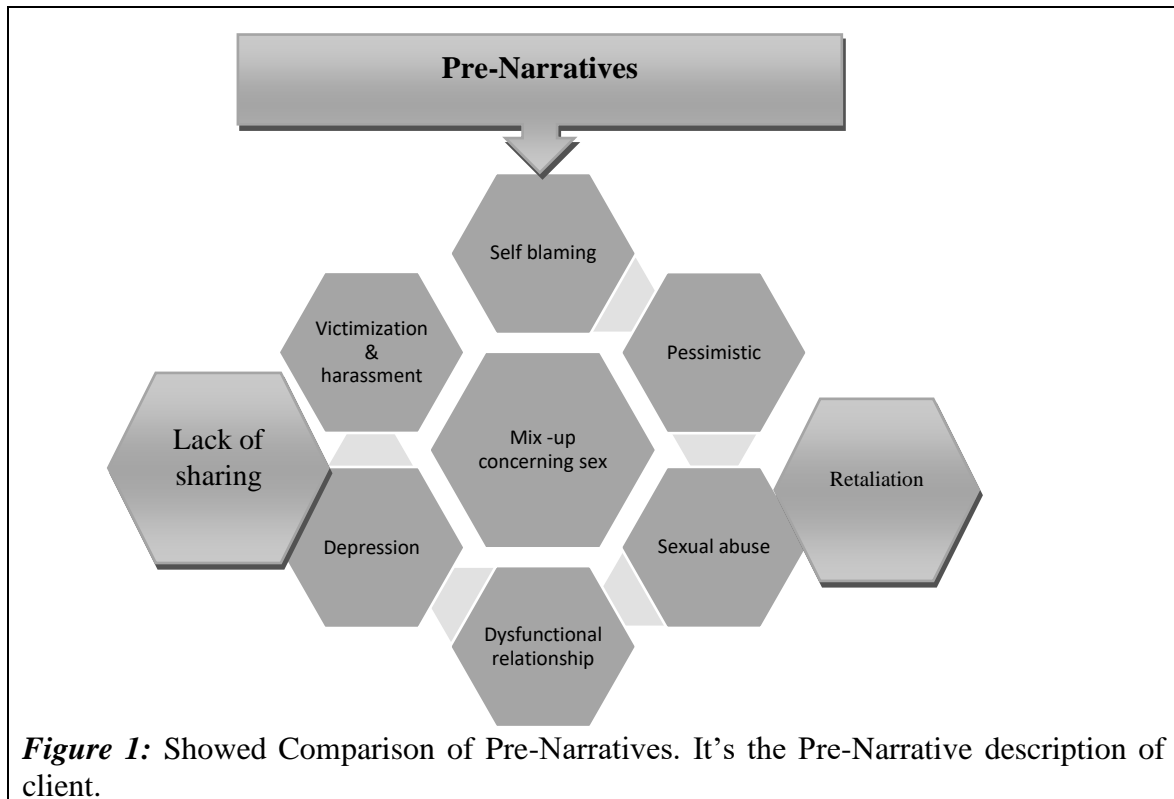 Pre-Narratives
Self blaming
Victimization
&
harassment
Pessimistic
Lack of
sharing
Mix -up
concerning sex
Retaliation
Depression
Sexual abuse
Dysfunctional
relationship
Figure 1: Showed Comparison of Pre-Narratives. It’s the Pre-Narrative description of
client.